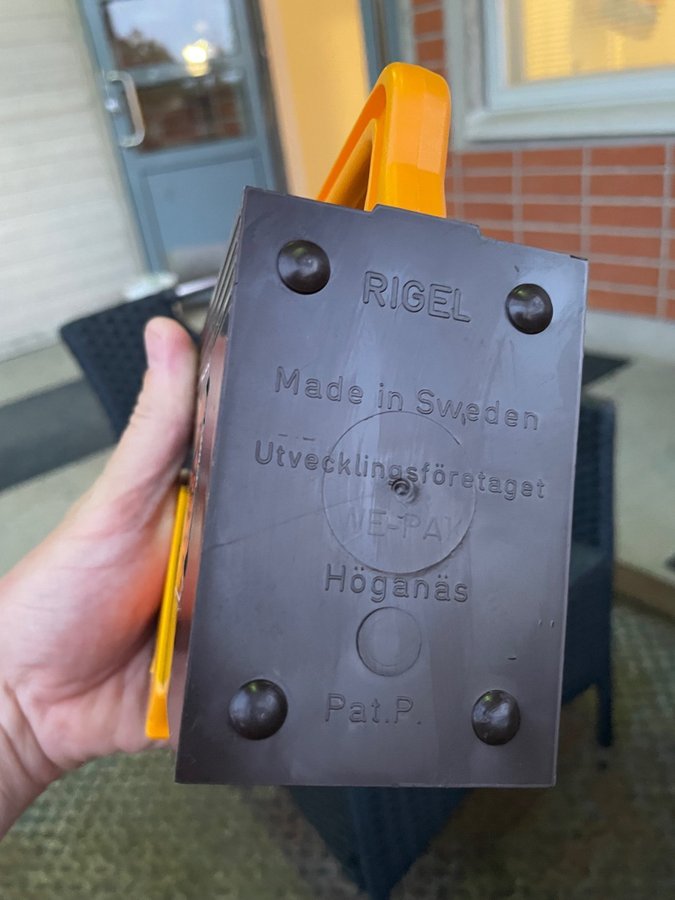 RIGEL
Made in Sweden
Utvecklingsföretaget
Höganäs
Pat.P.